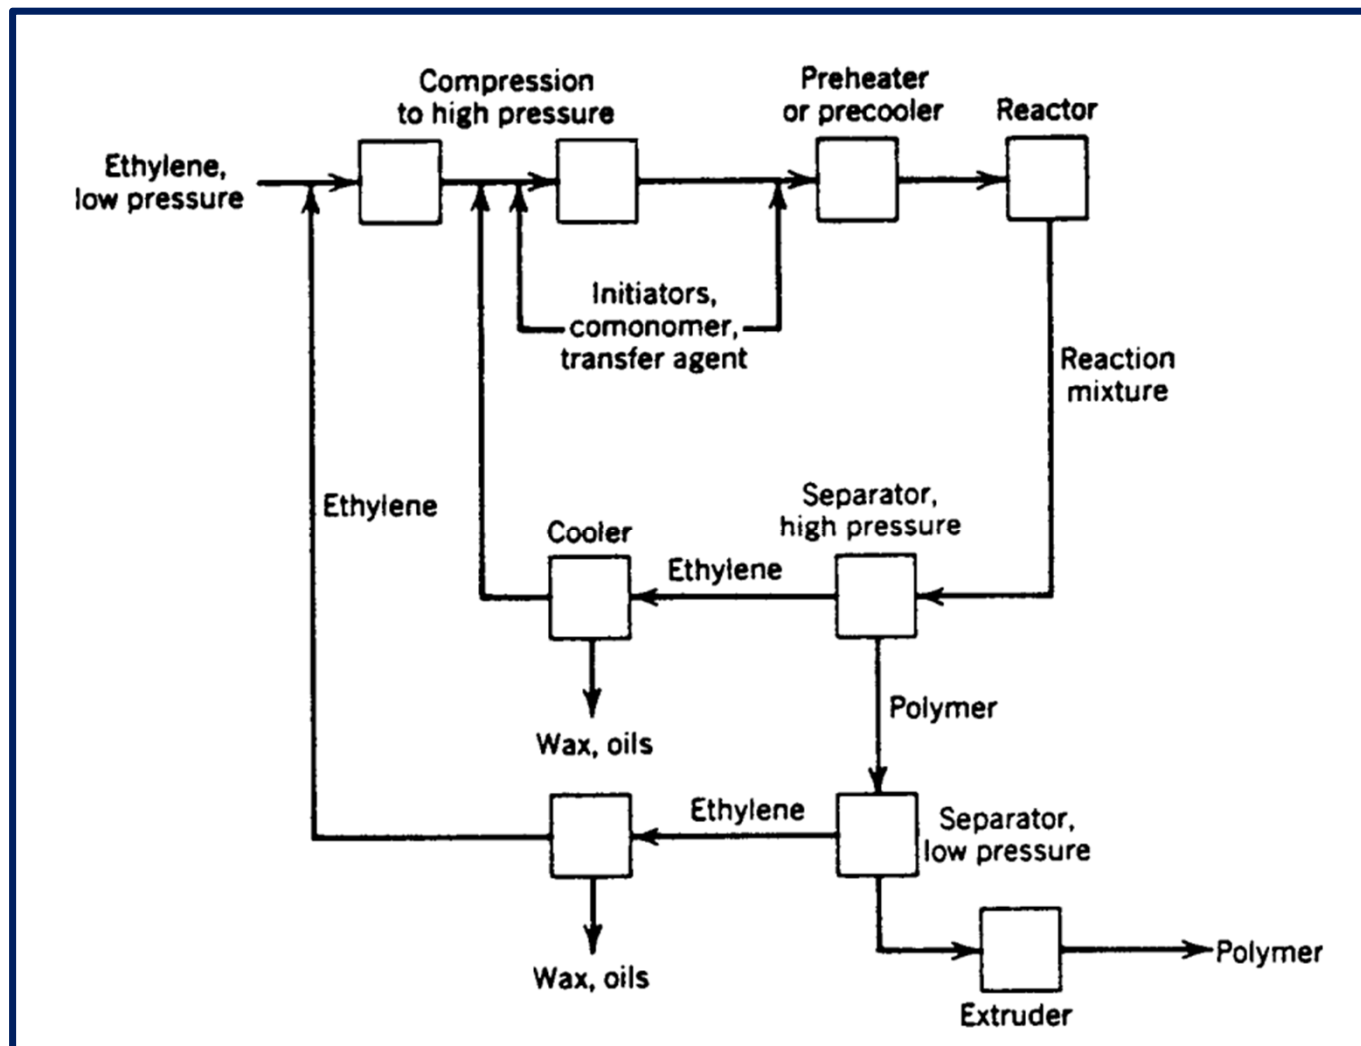 Compression
to high pressure
Preheater
or precooler
Reactor
Ethylene,
low pressure
Initiators,
comonomer,
transfer agent
Reaction
mixture
Ethylene
Separator,
high pressure
Cooler
Ethylene
Polymer
Wax, oils
Ethylene
Separator,
low pressure
Wax, oils
Polymer
Extruder